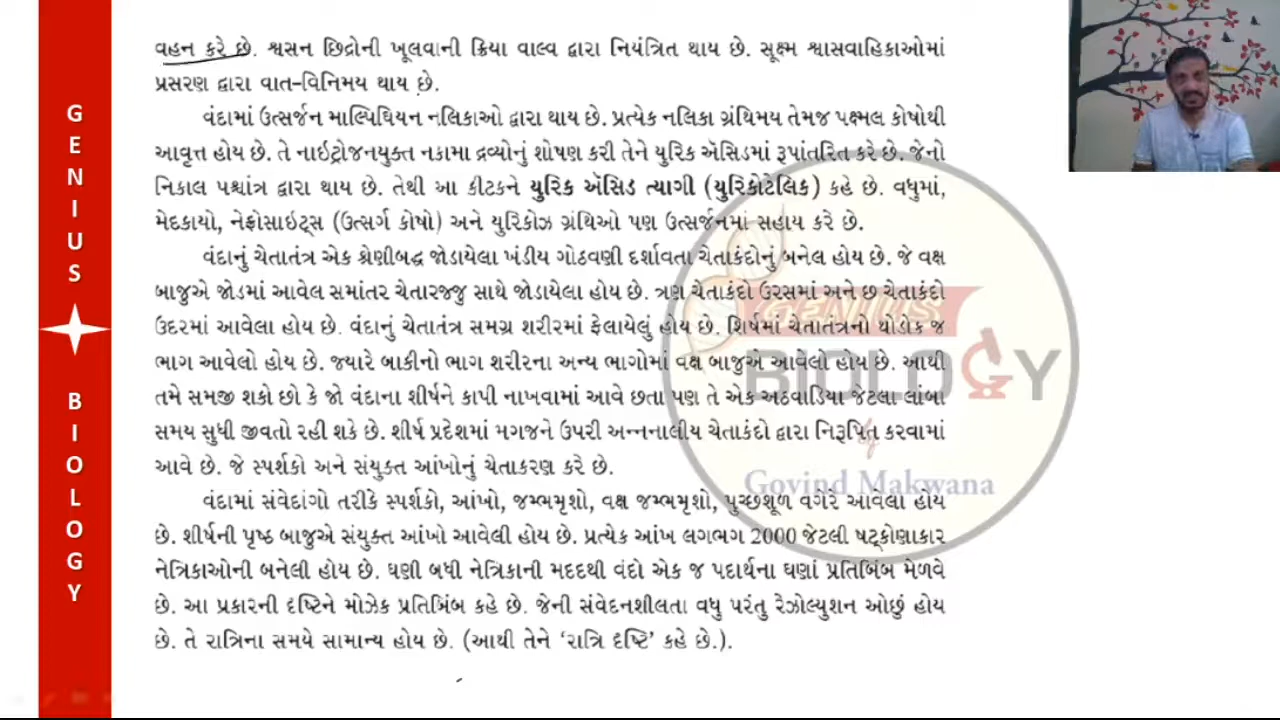 વહન કરે છે. શ્વસન છિદ્રોની ખૂલવાની ક્રિયા વાલ્વ દ્વારા નિયંત્રિત થાય છે. સૂક્ષ્મ શ્વાસવાહિકાઓમાં
પ્રસરણ દ્વારા વાત-વિનિમય થાય છે.
વંદામાં ઉત્સર્જન માલ્પિઘિયન નલિકાઓ દ્વારા થાય છે. પ્રત્યેક નલિકા ગ્રંથિમય તેમજ પક્ષ્મલ કોષોથી
આવૃત્ત હોય છે. તે નાઇટ્રોજનયુક્ત નકામા દ્રવ્યોનું શોષણ કરી તેને યુરિક ઍસિડમાં રૂપાંતરિત કરે છે. જેનો
નિકાલ પશ્ચાંત્ર દ્વારા થાય છે. તેથી આ કીટકને યુરિક ઍસિડ ત્યાગી (યુરિકોટેલિક) કહે છે. વધુમાં,
મેદકાયો, નેફ્રોસાઇટ્સ (ઉત્સર્ગ કોષો) અને યુરિકોઝ ગ્રંથિઓ પણ ઉત્સર્જનમાં સહાય કરે છે.
વંદાનું ચેતાતંત્ર એક શ્રેણીબદ્ધ જોડાયેલા ખંડીય ગોઠવણી દર્શાવતા ચેતાકંદોનું બનેલ હોય છે. જે વક્ષ
બાજુએ જોડમાં આવેલ સમાંતર ચેતારજ્જુ સાથે જોડાયેલા હોય છે. ત્રણ ચેતાકંદો ઉરસમાં અને છ ચેતાકંદો
ઉદરમાં આવેલા હોય છે. વંદાનું ચેતાતંત્ર સમગ્ર શરીરમાં ફેલાયેલું હોય છે. શિર્ષમાં ચેતાતંત્રનો થોડોક જ
ભાગ આવેલો હોય છે. જ્યારે બાકીનો ભાગ શરીરના અન્ય ભાગોમાં વક્ષ બાજુએ આવેલો હોય છે. આથી
તમે સમજી શકો છો કે જો વંદાના શીર્ષને કાપી નાખવામાં આવે છતા પણ તે એક અઠવાડિયા જેટલા લાંબા
સમય સુધી જીવતો રહી શકે છે. શીર્ષ પ્રદેશમાં મગજને ઉપરી અન્નનાલીય ચેતાકંદો દ્વારા નિરૂપિત કરવામાં
આવે છે. જે સ્પર્શકો અને સંયુક્ત આંખોનું ચેતાકરણ કરે છે.
વંદામાં સંવેદાંગો તરીકે સ્પર્શકો, આંખો, જમ્ભમૃશો, વક્ષ જમ્ભમૃશો, પુચ્છશૂળ વગેરે આવેલા હોય
છે. શીર્ષની પૃષ્ઠ બાજુએ સંયુક્ત આંખો આવેલી હોય છે. પ્રત્યેક આંખ લગભગ 2000 જેટલી ષટ્કોણાકાર
નેત્રિકાઓની બનેલી હોય છે. ઘણી બધી નેત્રિકાની મદદથી વંદો એક જ પદાર્થના ઘણાં પ્રતિબિંબ મેળવે
છે. આ પ્રકારની દૃષ્ટિને મોઝેક પ્રતિબિંબ કહે છે. જેની સંવેદનશીલતા વધુ પરંતુ રેઝોલ્યુશન ઓછું હોય
છે. તે રાત્રિના સમયે સામાન્ય હોય છે. (આથી તેને ‘રાત્રિ દૃષ્ટિ’ કહે છે.).
GENIUS
BIOLOGY
GENIUS
BIOLOGY
by
Govind Makwana